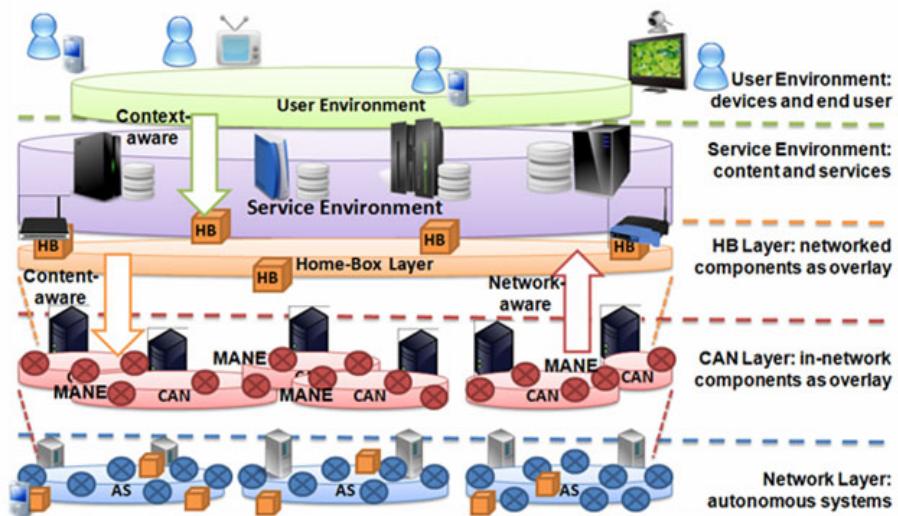 User Environment
User Environment:
devices and end user
Context-
aware
Service Environment:
content and services
Service Environment
HB
HB
HB
HB
HB
Home-Box Layer
HB Layer: networked
components as overlay
Content-
aware
Network-
aware
MANE
MANE
CAN
MANE
CAN
MANE
CAN
CAN
CAN Layer: in-network
components as overlay
AS
AS
AS
Network Layer:
autonomous systems